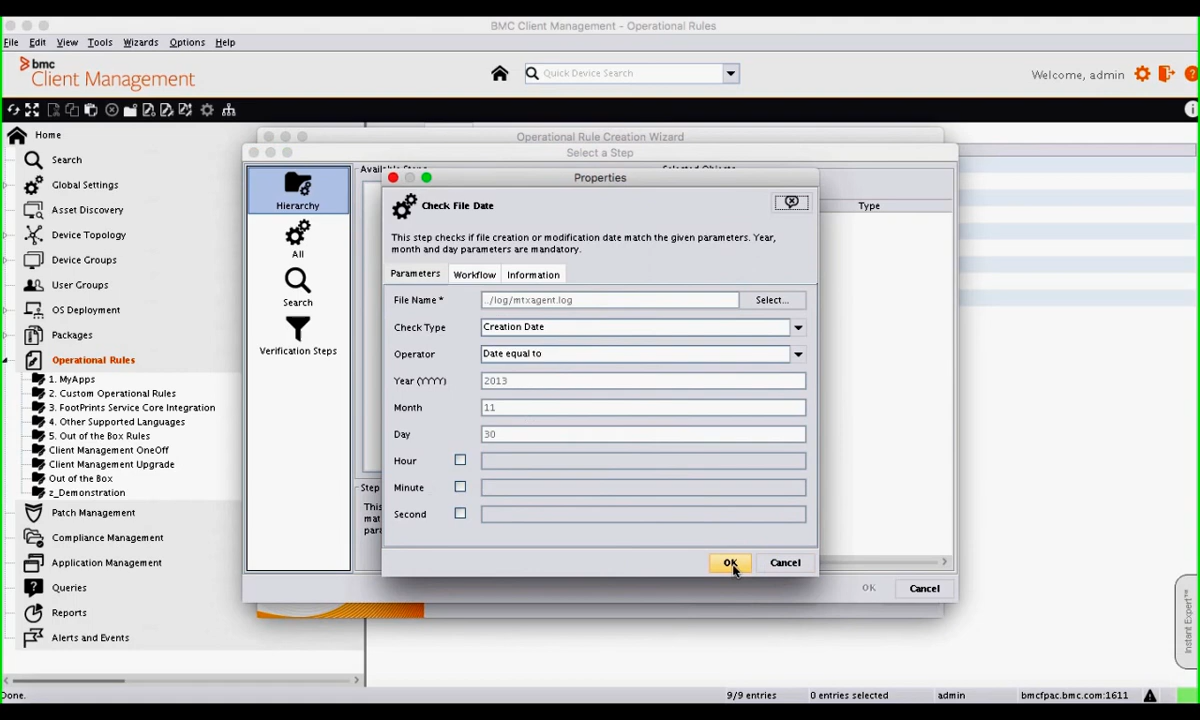 BMC Client Management - Operational Rules
File Edit View Tools Wizards Options Help
bmc
Client Management
Quick Device Search
Welcome, admin
Home
Search
Global Settings
Asset Discovery
Device Topology
Device Groups
User Groups
OS Deployment
Packages
Operational Rules
1. MyApps
2. Custom Operational Rules
3. FootPrints Service Core Integration
4. Other Supported Languages
5. Out of the Box Rules
Client Management OneOff
Client Management Upgrade
Out of the Box
z_Demonstration
Patch Management
Compliance Management
Application Management
Queries
Reports
Alerts and Events
Operational Rule Creation Wizard
Select a Step
Hierarchy
All
Search
Verification Steps
Type
Properties
Check File Date
This step checks if file creation or modification date match the given parameters. Year,
month and day parameters are mandatory.
Parameters Workflow Information
File Name * ../log/mtxagent.log Select...
Check Type Creation Date
Operator Date equal to
Year (YYYY) 2013
Month 11
Day 30
Hour
Minute
Second
OK Cancel
OK Cancel
Instant Expert™
Done.
9/9 entries 0 entries selected admin bmcfpac.bmc.com:1611